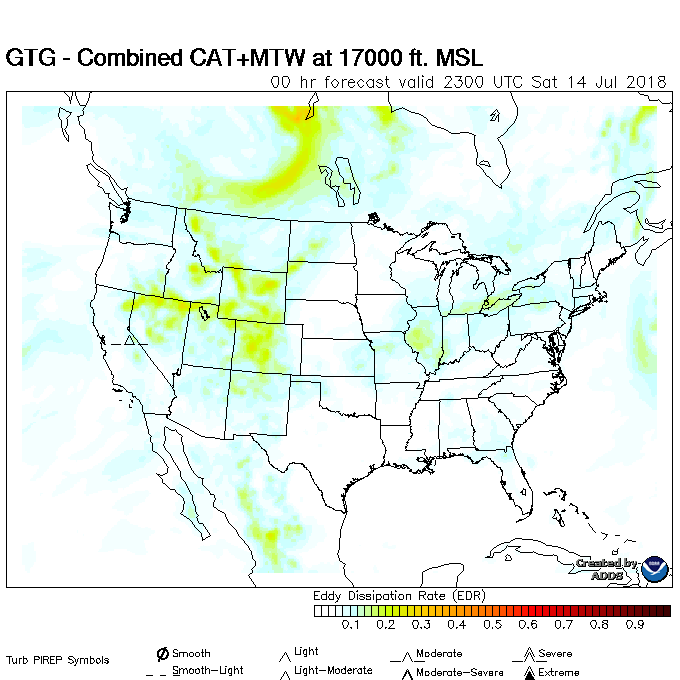 GTG - Combined CAT+MTW at 17000 ft. MSL
00 hr forecast valid 2300 UTC Sat 14 Jul 2018
Created by
ADDS
Eddy Dissipation Rate (EDR)
0.1 0.2 0.3 0.4 0.5 0.6 0.7 0.8 0.9
Turb PIREP Symbols
Smooth Light Moderate Severe
Smooth-Light Light-Moderate Moderate-Severe Extreme